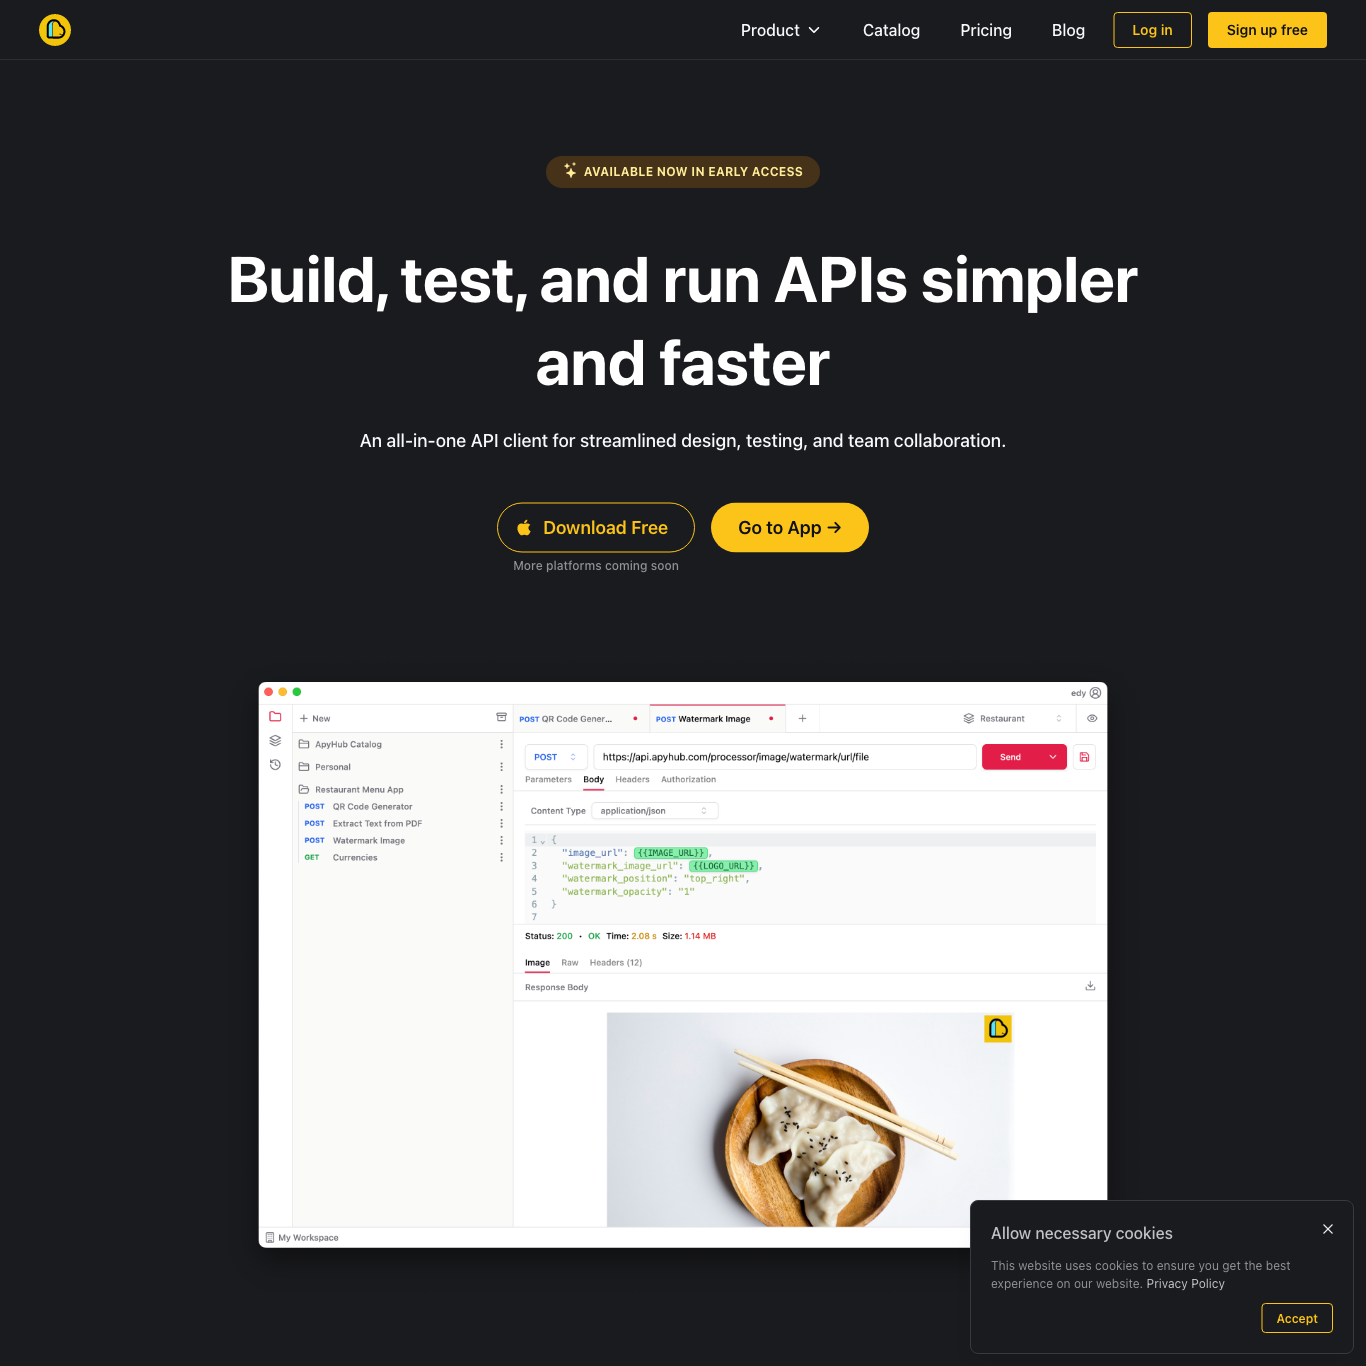 Product
Catalog
Pricing
Blog
Log in
Sign up free
AVAILABLE NOW IN EARLY ACCESS
Build, test, and run APIs simpler
and faster
An all-in-one API client for streamlined design, testing, and team collaboration.
Download Free
Go to App →
More platforms coming soon
edy
New
POST QR Code Gener...
POST Watermark Image
Restaurant
ApyHub Catalog
Personal
Restaurant Menu App
POST QR Code Generator
POST Extract Text from PDF
POST Watermark Image
GET Currencies
POST
https://api.apyhub.com/processor/image/watermark/url/file
Send
Parameters Body Headers Authorization
Content Type application/json
1 {
2 "image_url": {{IMAGE_URL}},
3 "watermark_image_url": {{LOGO_URL}},
4 "watermark_position": "top_right",
5 "watermark_opacity": "1"
6 }
7
Status: 200 • OK Time: 2.08 s Size: 1.14 MB
Image Raw Headers (12)
Response Body
My Workspace
Allow necessary cookies
This website uses cookies to ensure you get the best
experience on our website. Privacy Policy
Accept